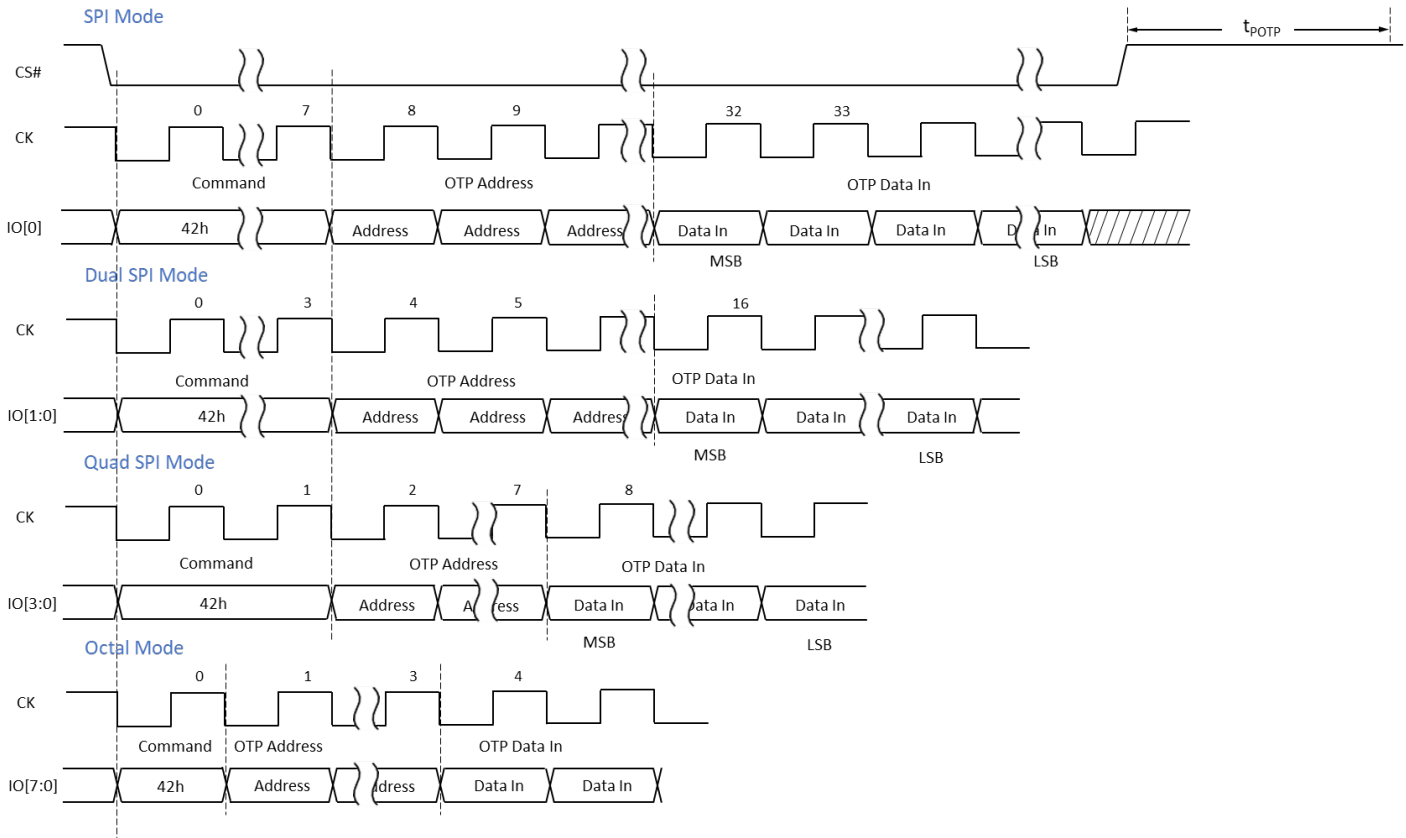 SPI Mode
tPOTP
CS#
0 7 8 9 32 33
CK
Command OTP Address OTP Data In
IO[0] 42h Address Address Address Data In Data In Data In In
MSB LSB
Dual SPI Mode
0 3 4 5 16
CK
Command OTP Address OTP Data In
IO[1:0] 42h Address Address Address Data In Data In Data In
MSB LSB
Quad SPI Mode
0 1 2 7 8
CK
Command OTP Address OTP Data In
IO[3:0] 42h Address Data In Data In Data In
MSB LSB
Octal Mode
0 1 3 4
CK
Command OTP Address OTP Data In
IO[7:0] 42h Address Data In Data In